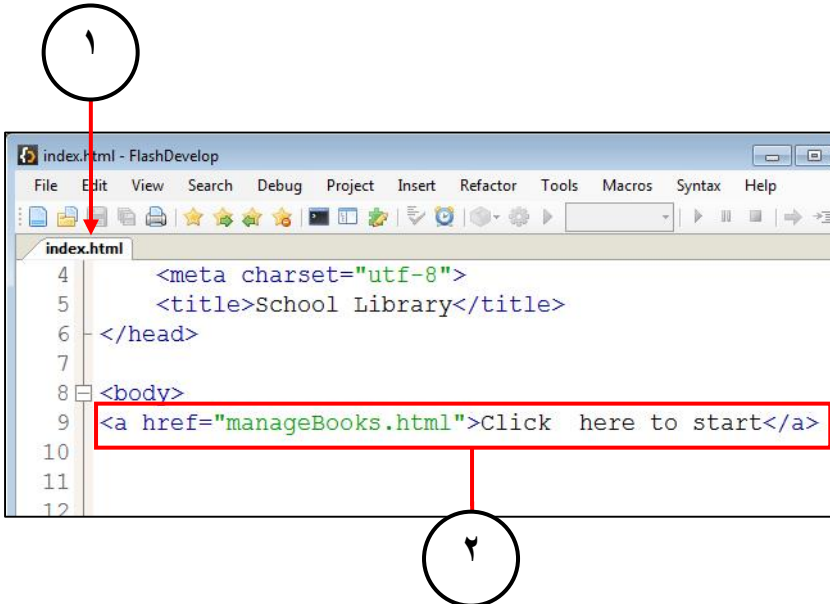 ١
index.html - FlashDevelop
File Edit View Search Debug Project Insert Refactor Tools Macros Syntax Help
index.html
4 <meta charset="utf-8">
5 <title>School Library</title>
6 </head>
7
8 <body>
9 <a href="manageBooks.html">Click  here to start</a>
10
11
12
٢